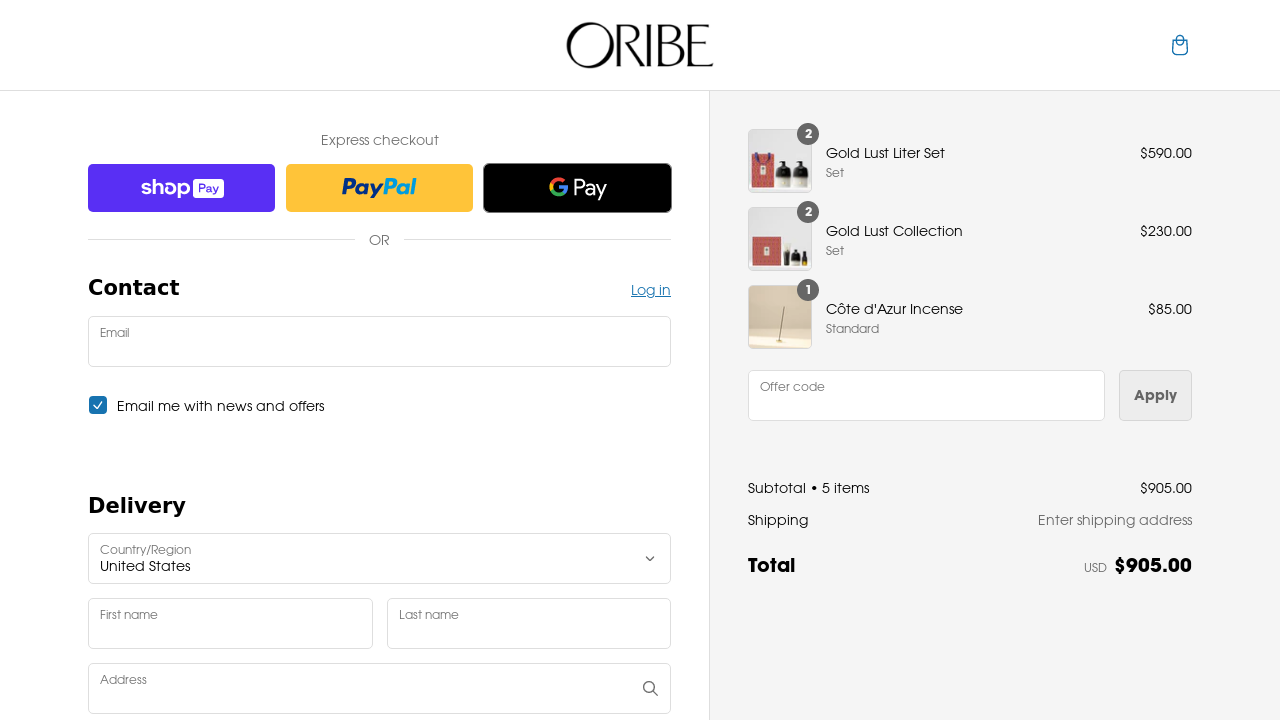 ORIBE
Express checkout
shop Pay
PayPal
G Pay
OR
Contact
Log in
Email
Email me with news and offers
Delivery
Country/Region
United States
First name
Last name
Address
2
Gold Lust Liter Set
$590.00
Set
2
Gold Lust Collection
$230.00
Set
1
Côte d'Azur Incense
$85.00
Standard
Offer code
Apply
Subtotal • 5 items
$905.00
Shipping
Enter shipping address
Total
USD $905.00